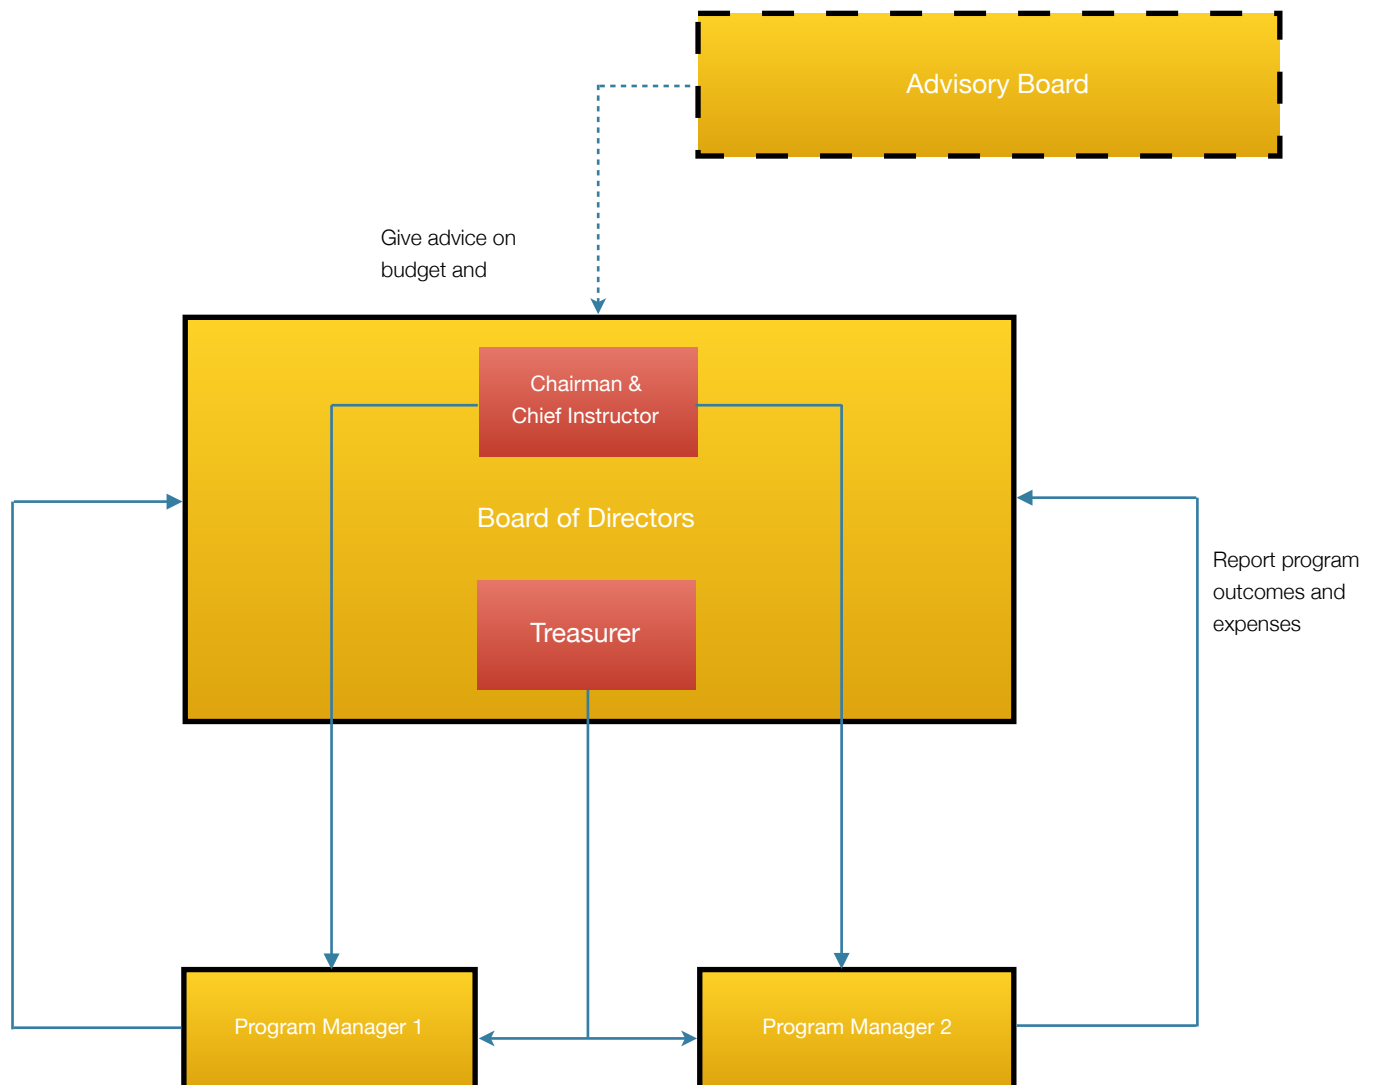 Advisory Board
Give advice on
budget and
Chairman &
Chief Instructor
Board of Directors
Report program
outcomes and
expenses
Treasurer
Program Manager 1
Program Manager 2